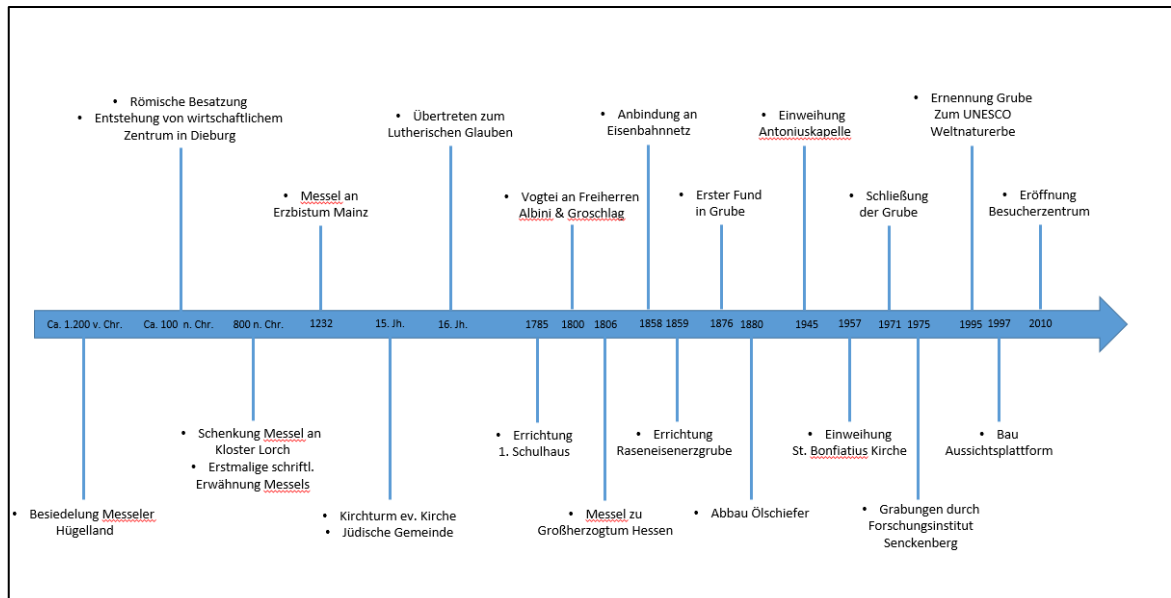 • Römische Besatzung
• Entstehung von wirtschaftlichem
Zentrum in Dieburg
• Messel an
Erzbistum Mainz
• Übertreten zum
Lutherischen Glauben
• Vogtei an Freiherren
Albini & Groschlag
• Anbindung an
Eisenbahnnetz
• Erster Fund
in Grube
• Einweihung
Antoniuskapelle
• Schließung
der Grube
• Ernennung Grube
Zum UNESCO
Weltnaturerbe
• Eröffnung
Besucherzentrum
Ca. 1.200 v. Chr. Ca. 100 n. Chr. 800 n. Chr. 1232 15. Jh. 16. Jh. 1785 1800 1806 1858 1859 1876 1880 1945 1957 1971 1975 1995 1997 2010
• Besiedelung Messeler
Hügelland
• Schenkung Messel an
Kloster Lorch
• Erstmalige schriftl.
Erwähnung Messels
• Kirchturm ev. Kirche
• Jüdische Gemeinde
• Errichtung
1. Schulhaus
• Messel zu
Großherzogtum Hessen
• Errichtung
Raseneisenerzgrube
• Abbau Ölschiefer
• Einweihung
St. Bonfiatius Kirche
• Grabungen durch
Forschungsinstitut
Senckenberg
• Bau
Aussichtsplattform